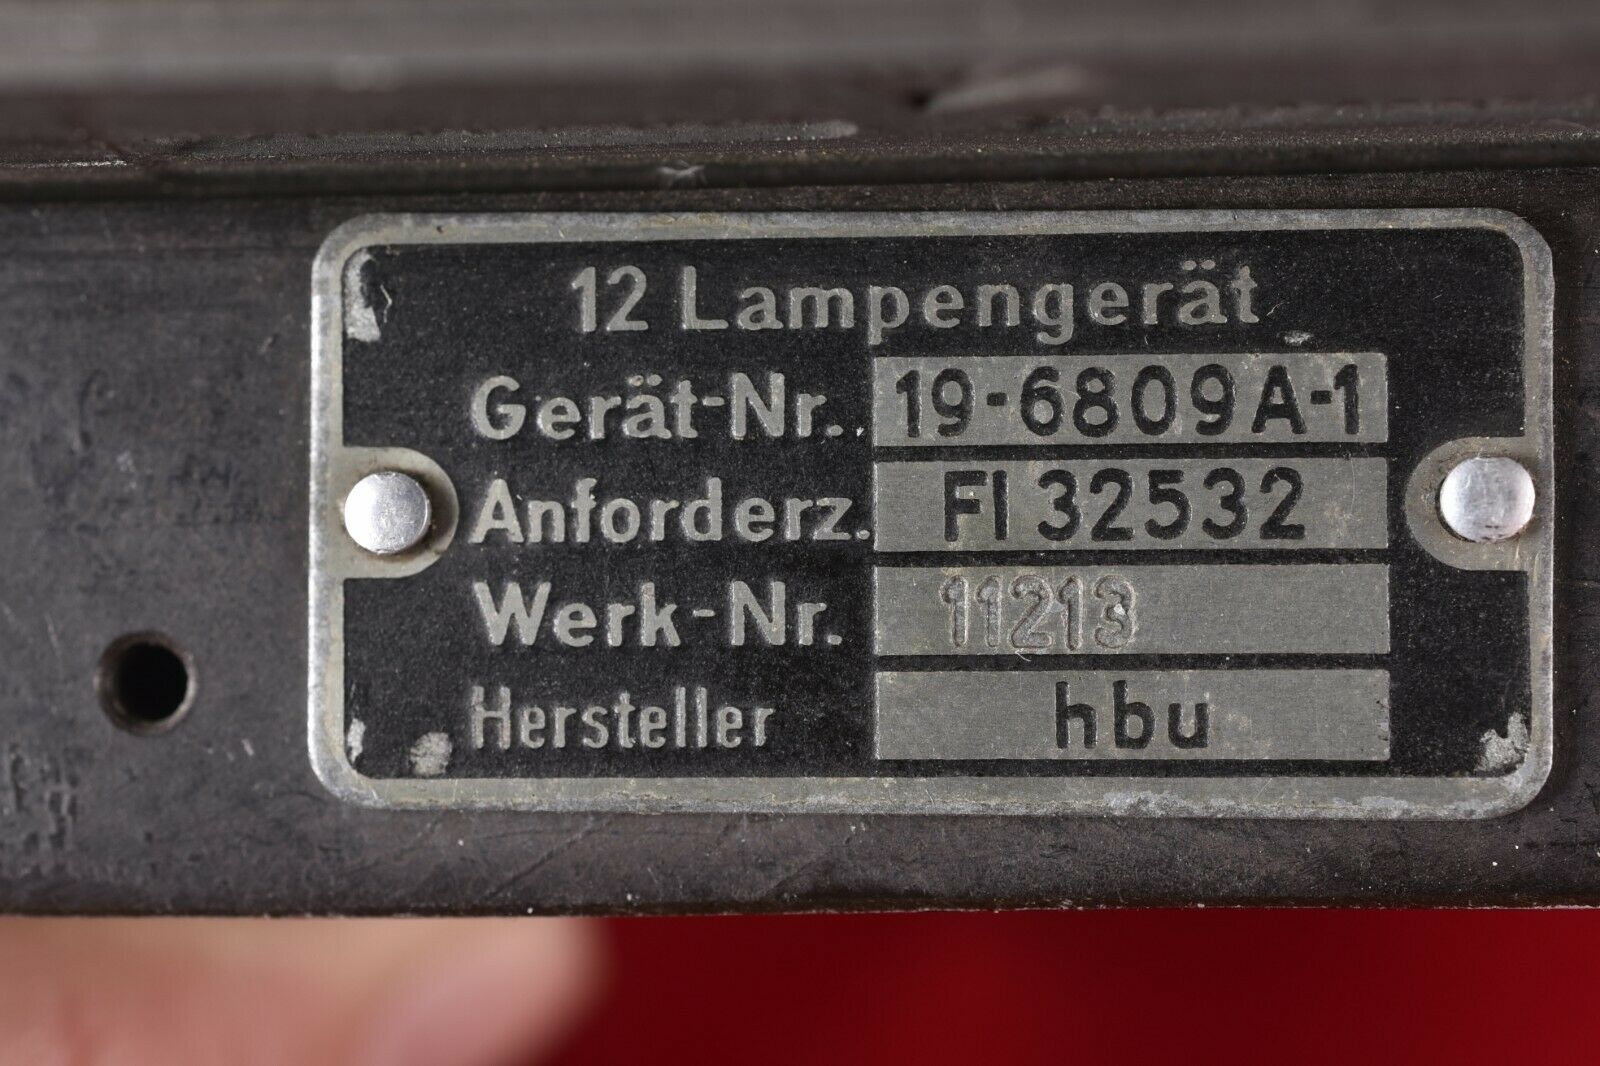 12 Lampengerät
Gerät-Nr. 19-6809A-1
Anforderz. Fl 32532
Werk-Nr. 11213
Hersteller hbu